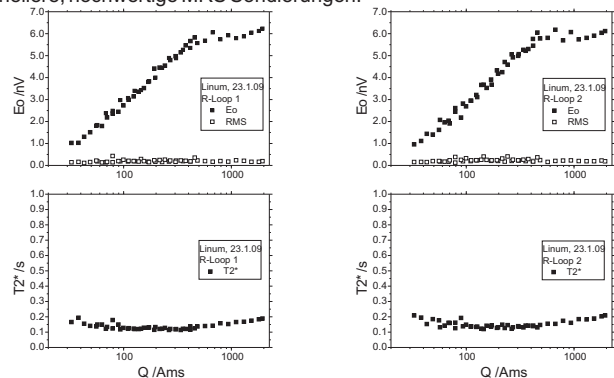 hellere, hochwertige MRS Sondierungen.
6.0
5.0
4.0
3.0
2.0
1.0
0.0
Eo /nV
Linum, 23.1.09
R-Loop 1
Eo
RMS
100
1000
6.0
5.0
4.0
3.0
2.0
1.0
0.0
Eo /nV
Linum, 23.1.09
R-Loop 2
Eo
RMS
100
1000
1.0
0.9
0.8
0.7
0.6
0.5
0.4
0.3
0.2
0.1
0.0
T2* /s
Linum, 23.1.09
R-Loop 1
T2*
100
1000
Q /Ams
1.0
0.9
0.8
0.7
0.6
0.5
0.4
0.3
0.2
0.1
0.0
T2* /s
Linum, 23.1.09
R-Loop 2
T2*
100
1000
Q /Ams